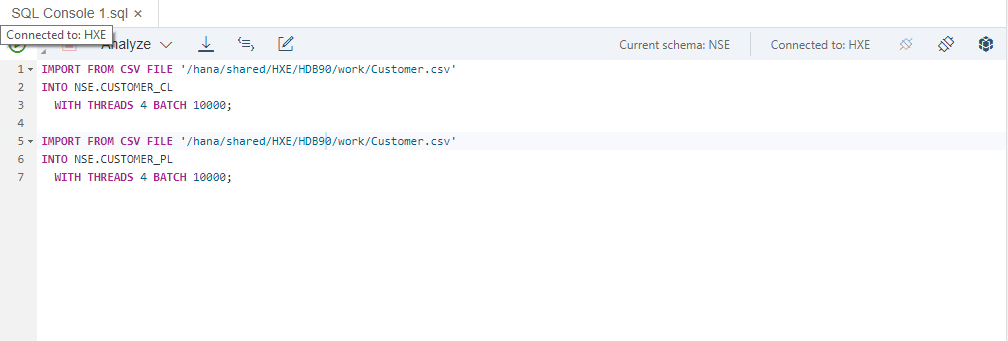 SQL Console 1.sql ×
Connected to: HXE
Analyze
Current schema: NSE
Connected to: HXE
1 IMPORT FROM CSV FILE '/hana/shared/HXE/HDB90/work/Customer.csv'
2 INTO NSE.CUSTOMER_CL
3 WITH THREADS 4 BATCH 10000;
4
5 IMPORT FROM CSV FILE '/hana/shared/HXE/HDB90/work/Customer.csv'
6 INTO NSE.CUSTOMER_PL
7 WITH THREADS 4 BATCH 10000;